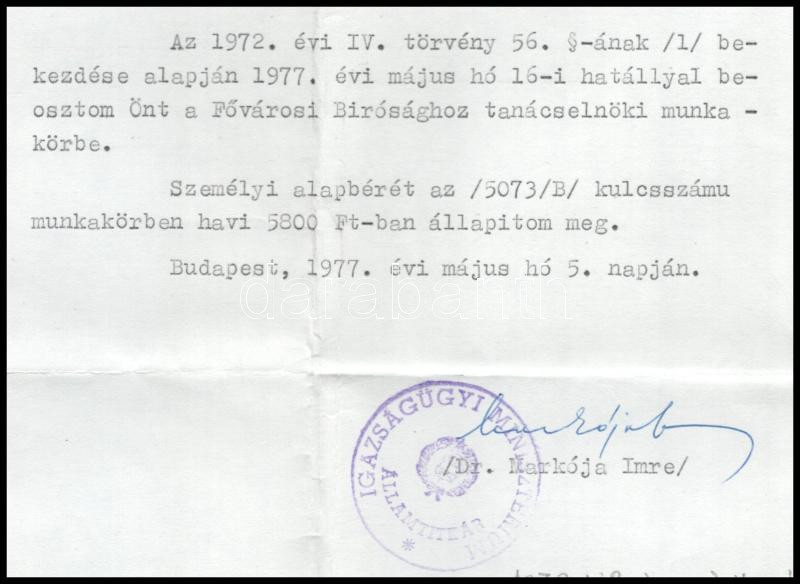 Az 1972. évi IV. törvény 56. §-ának /1/ be-
kezdése alapján 1977. évi május hó 16-i hatállyal be-
osztom Önt a Fővárosi Birósághoz tanácselnöki munka -
körbe.
Személyi alapbérét az /5073/B/ kulcsszámu
munkakörben havi 5800 Ft-ban állapitom meg.
Budapest, 1977. évi május hó 5. napján.
darabanth
IGAZSÁGÜGYI MINISZTÉRIUM
ÁLLAMTITKÁR
*
/Dr. Markója Imre/